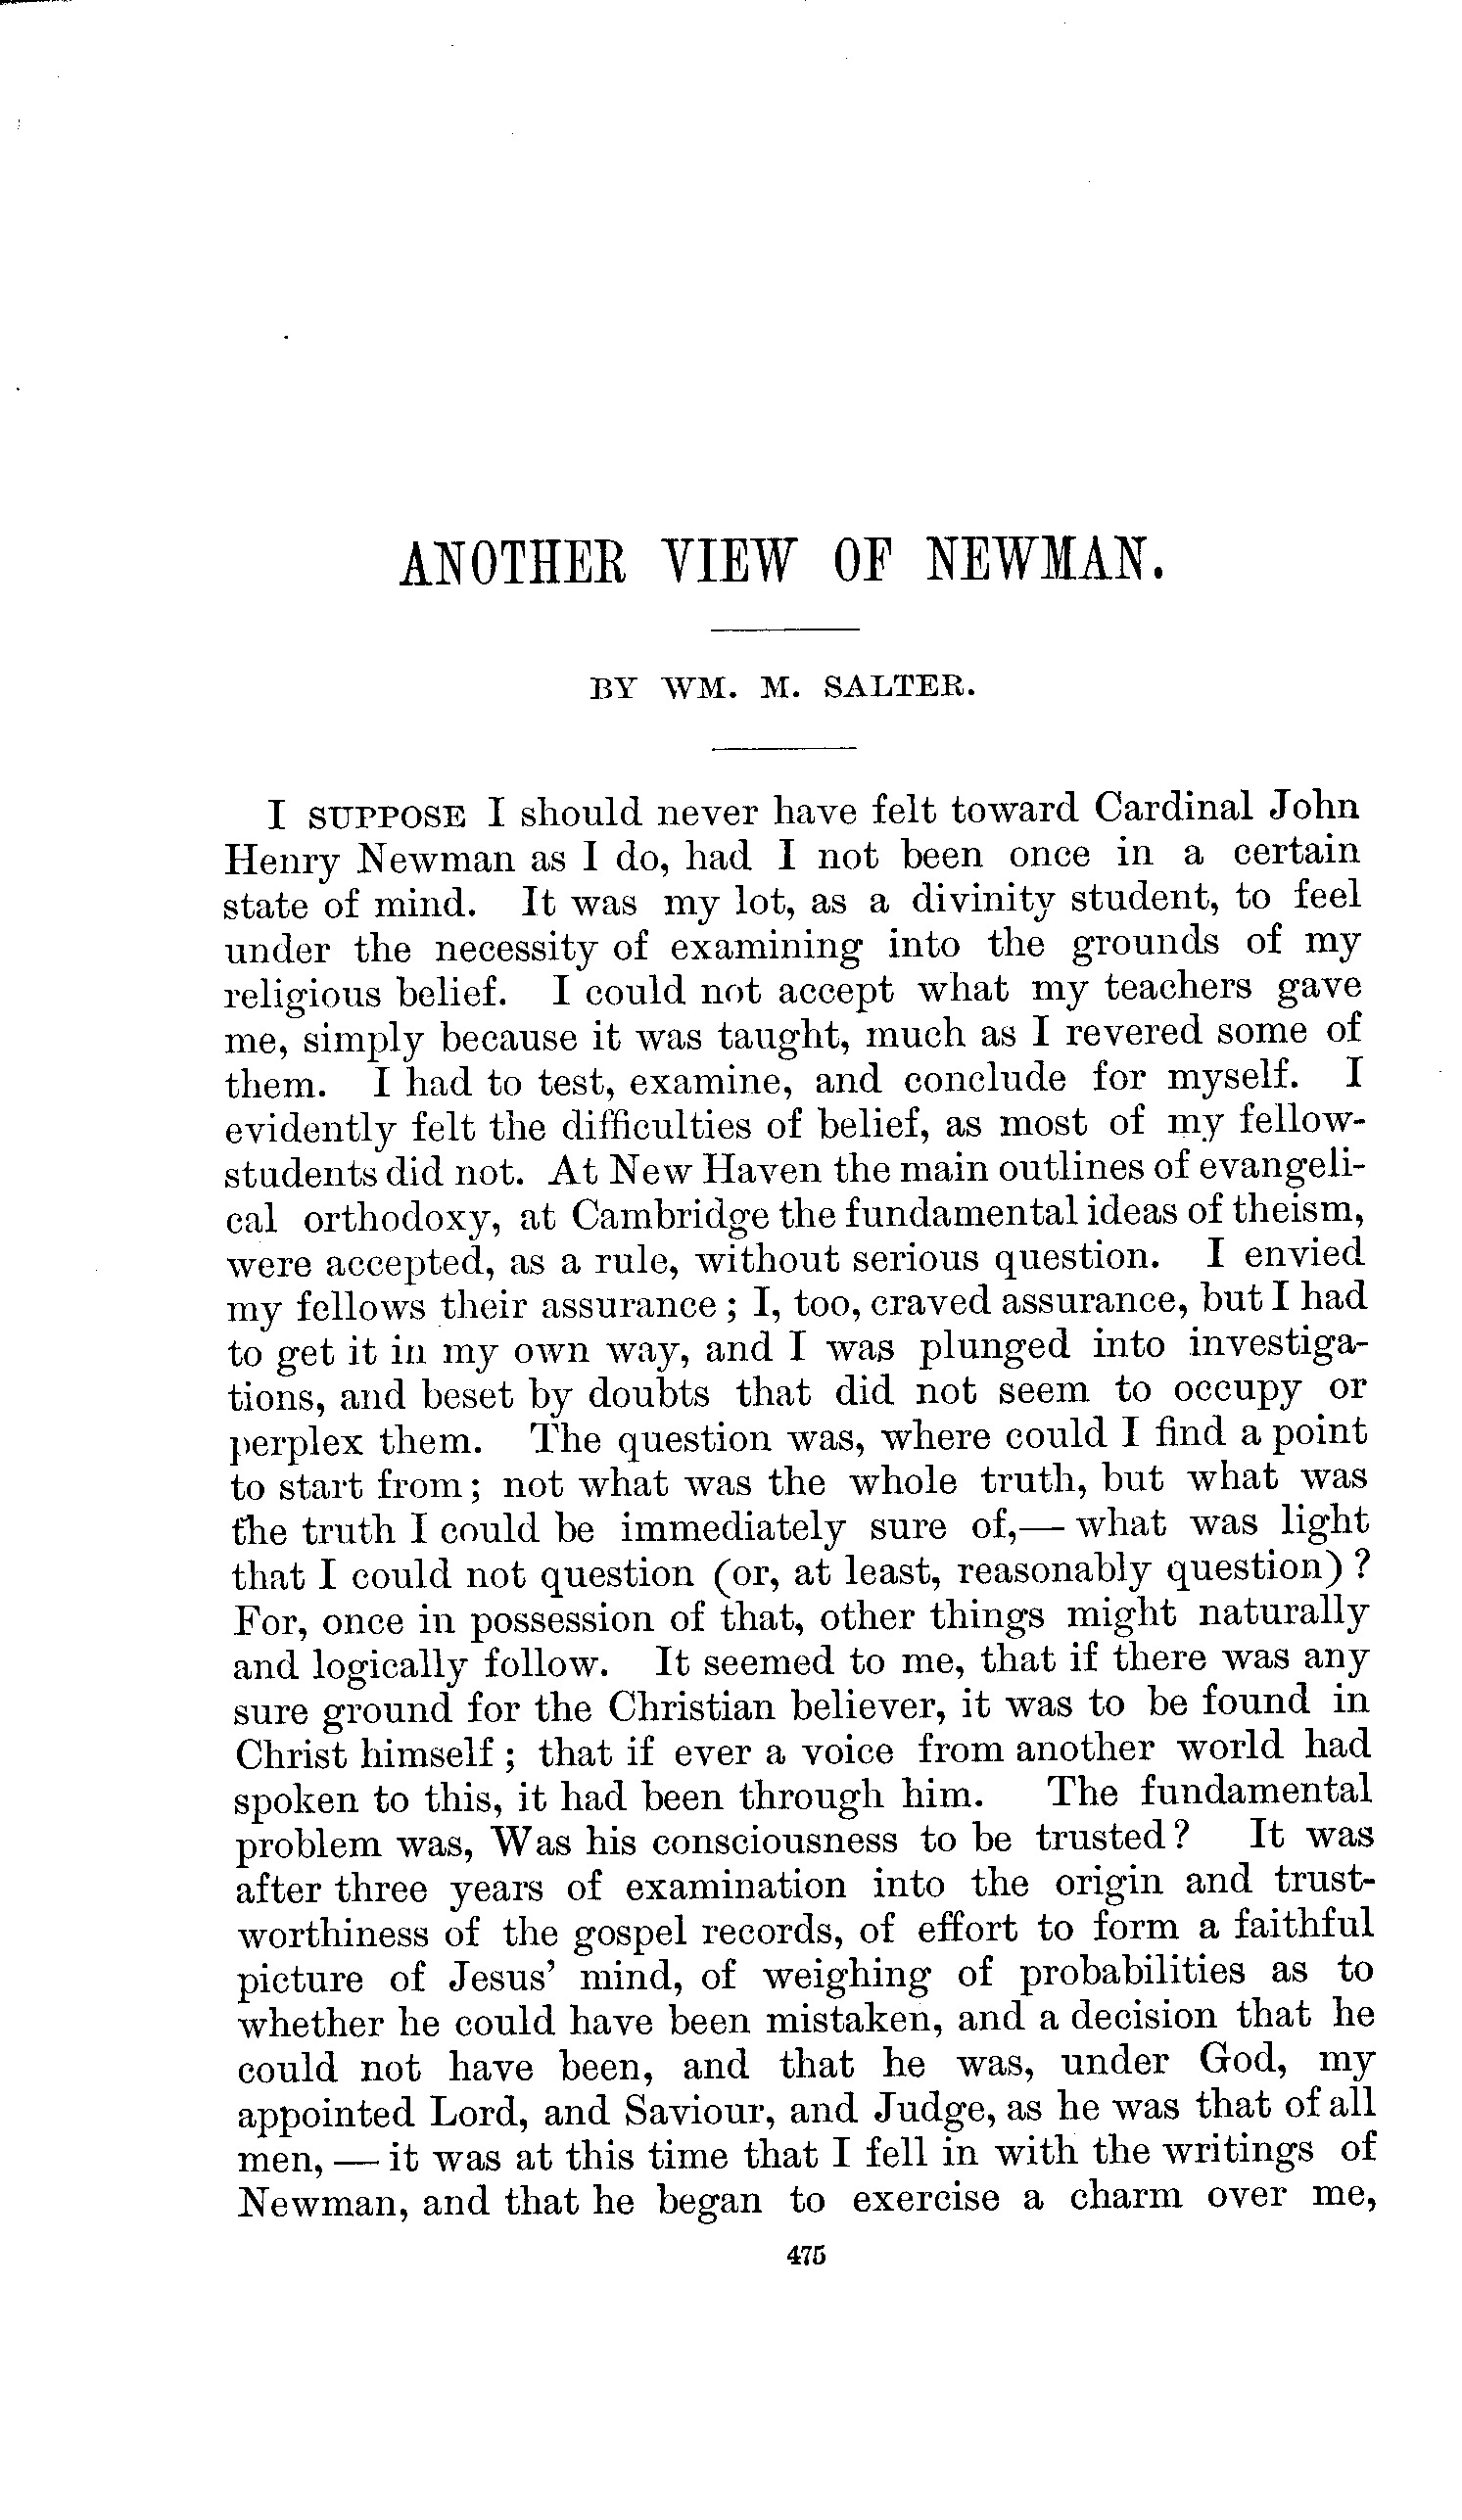 ANOTHER VIEW OF NEWMAN.
BY WM. M. SALTER.
I SUPPOSE I should never have felt toward Cardinal John
Henry Newman as I do, had I not been once in a certain
state of mind. It was my lot, as a divinity student, to feel
under the necessity of examining into the grounds of my
religious belief. I could not accept what my teachers gave
me, simply because it was taught, much as I revered some of
them. I had to test, examine, and conclude for myself. I
evidently felt the difficulties of belief, as most of my fellow-
students did not. At New Haven the main outlines of evangeli-
cal orthodoxy, at Cambridge the fundamental ideas of theism,
were accepted, as a rule, without serious question. I envied
my fellows their assurance ; I, too, craved assurance, but I had
to get it in my own way, and I was plunged into investiga-
tions, and beset by doubts that did not seem to occupy or
perplex them. The question was, where could I find a point
to start from; not what was the whole truth, but what was
the truth I could be immediately sure of,— what was light
that I could not question (or, at least, reasonably question) ?
For, once in possession of that, other things might naturally
and logically follow. It seemed to me, that if there was any
sure ground for the Christian believer, it was to be found in
Christ himself ; that if ever a voice from another world had
spoken to this, it had been through him. The fundamental
problem was, Was his consciousness to be trusted? It was
after three years of examination into the origin and trust-
worthiness of the gospel records, of effort to form a faithful
picture of Jesus' mind, of weighing of probabilities as to
whether he could have been mistaken, and a decision that he
could not have been, and that he was, under God, my
appointed Lord, and Saviour, and Judge, as he was that of all
men, — it was at this time that I fell in with the writings of
Newman, and that he began to exercise a charm over me,
475